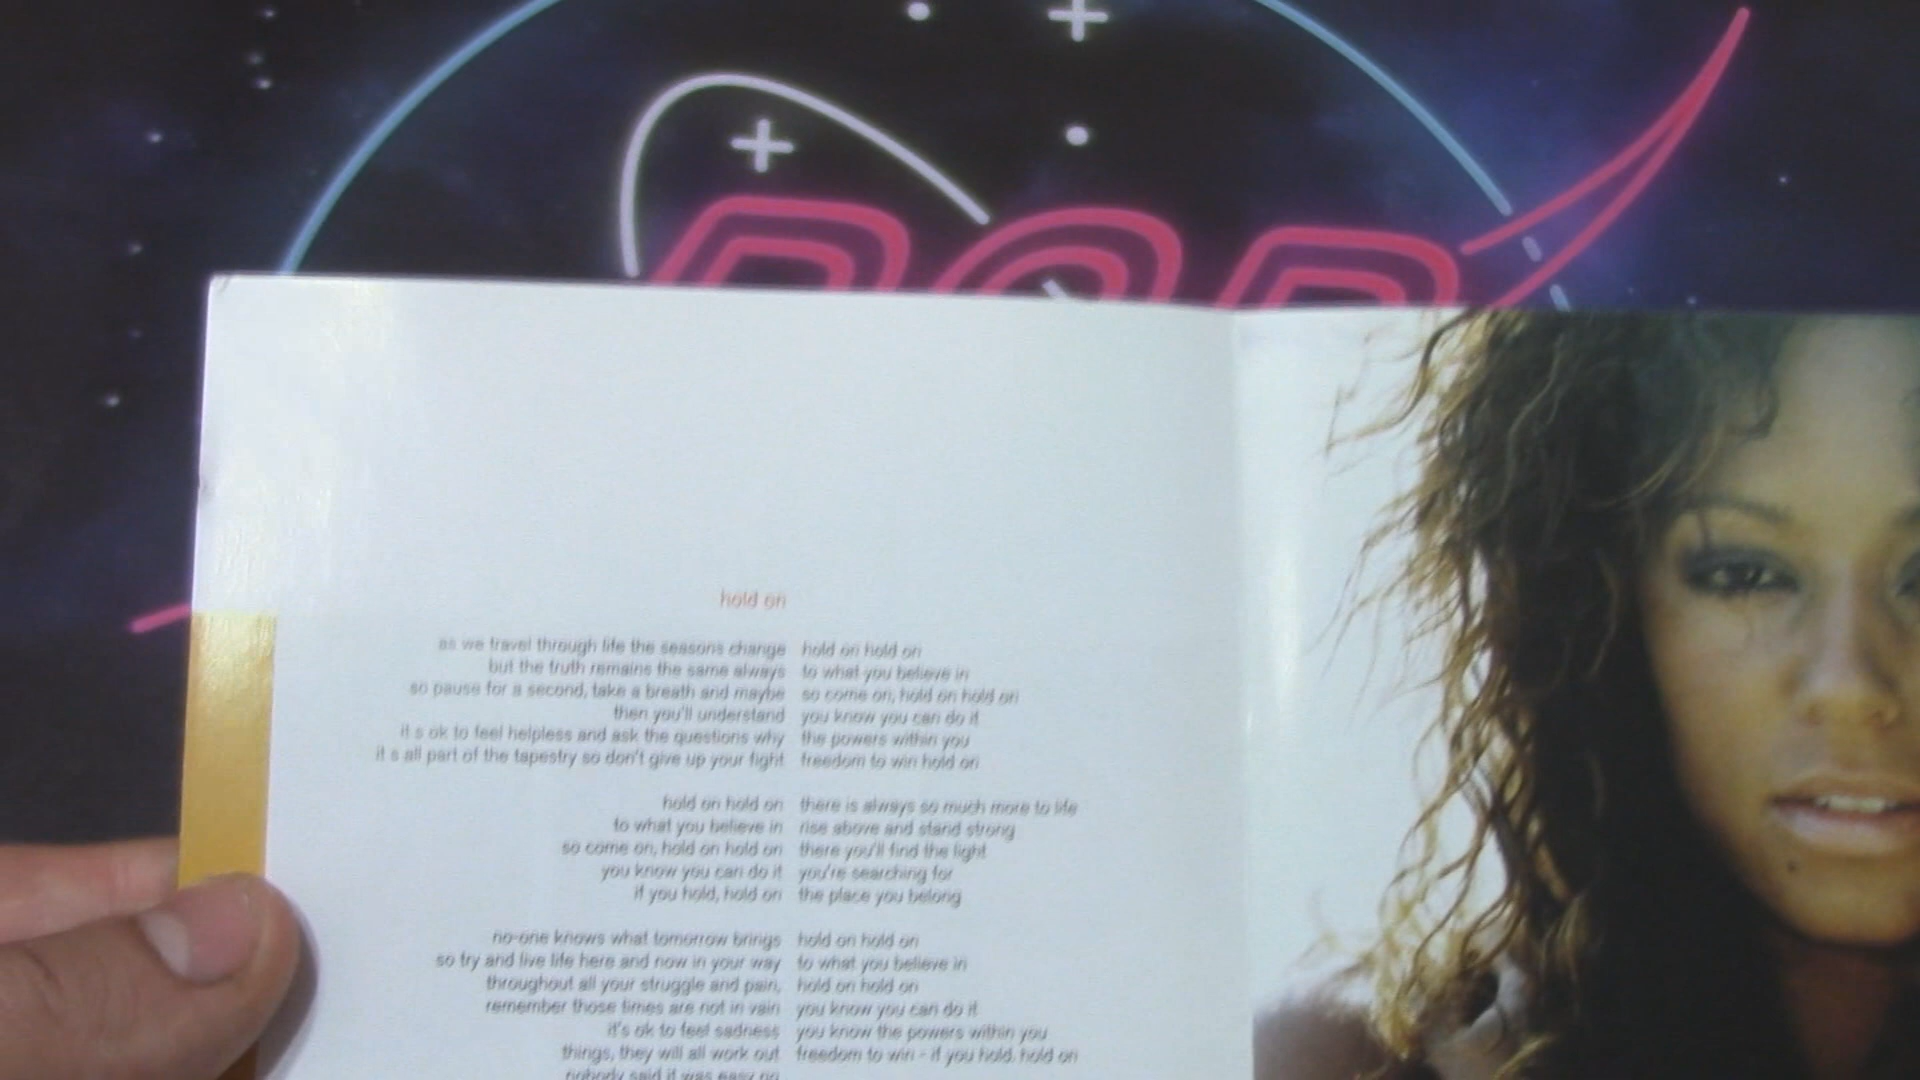 POP
hold on
as we travel through life the seasons change
but the truth remains the same always
so pause for a second, take a breath and maybe
then you'll understand
it s ok to feel helpless and ask the questions why
it s all part of the tapestry so don't give up your fight
hold on hold on
to what you believe in
so come on, hold on hold on
you know you can do it
if you hold, hold on
no-one knows what tomorrow brings
so try and live life here and now in your way
throughout all your struggle and pain,
remember those times are not in vain
it's ok to feel sadness
things, they will all work out
nobody said it was easy no
hold on hold on
to what you believe in
so come on, hold on hold on
you know you can do it
the powers within you
freedom to win hold on
there is always so much more to life
rise above and stand strong
there you'll find the light
you're searching for
the place you belong
hold on hold on
to what you believe in
hold on hold on
you know you can do it
you know the powers within you
freedom to win - if you hold, hold on